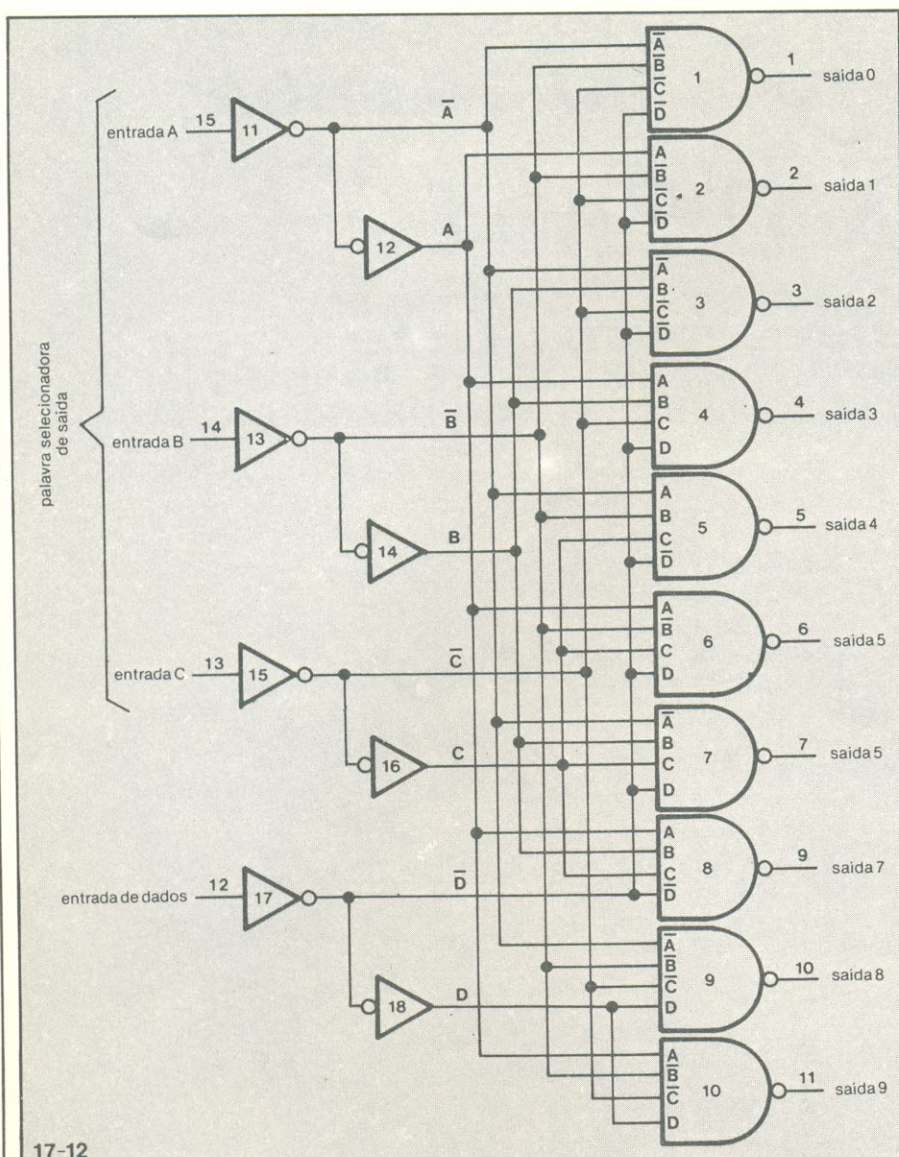 palavra selecionadora
de saida
entrada A
15
11
A̅
12
A
entrada B
14
13
B̅
14
B
entrada C
13
15
C̅
16
C
entrada de dados
12
17
D̅
18
D
A̅
B̅
C̅
D̅
1
1
saida 0
A
B̅
C̅
D̅
2
2
saida 1
A̅
B
C̅
D̅
3
3
saida 2
A
B
C
D
4
4
saida 3
A
B
C
D̅
5
5
saida 4
A
B̅
C
D
6
6
saida 5
A̅
B
C
D
7
7
saida 5
A
B
C
D̅
8
9
saida 7
A̅
B̅
C̅
D
9
10
saida 8
A
B̅
C̅
D
10
11
saida 9
17-12